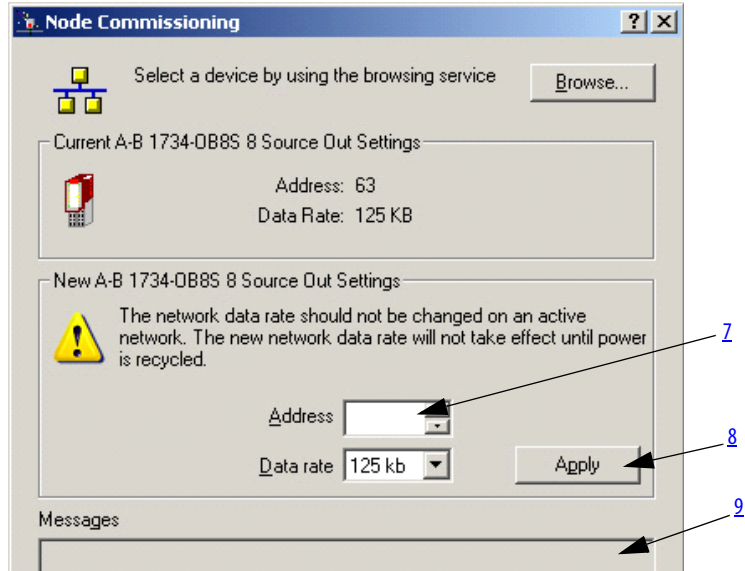 Node Commissioning
Select a device by using the browsing service
Browse...
Current A-B 1734-OB8S 8 Source Out Settings
Address: 63
Data Rate: 125 KB
New A-B 1734-OB8S 8 Source Out Settings
The network data rate should not be changed on an active
network. The new network data rate will not take effect until power
is recycled.
7
Address
Data rate 125 kb
Apply
8
Messages
9